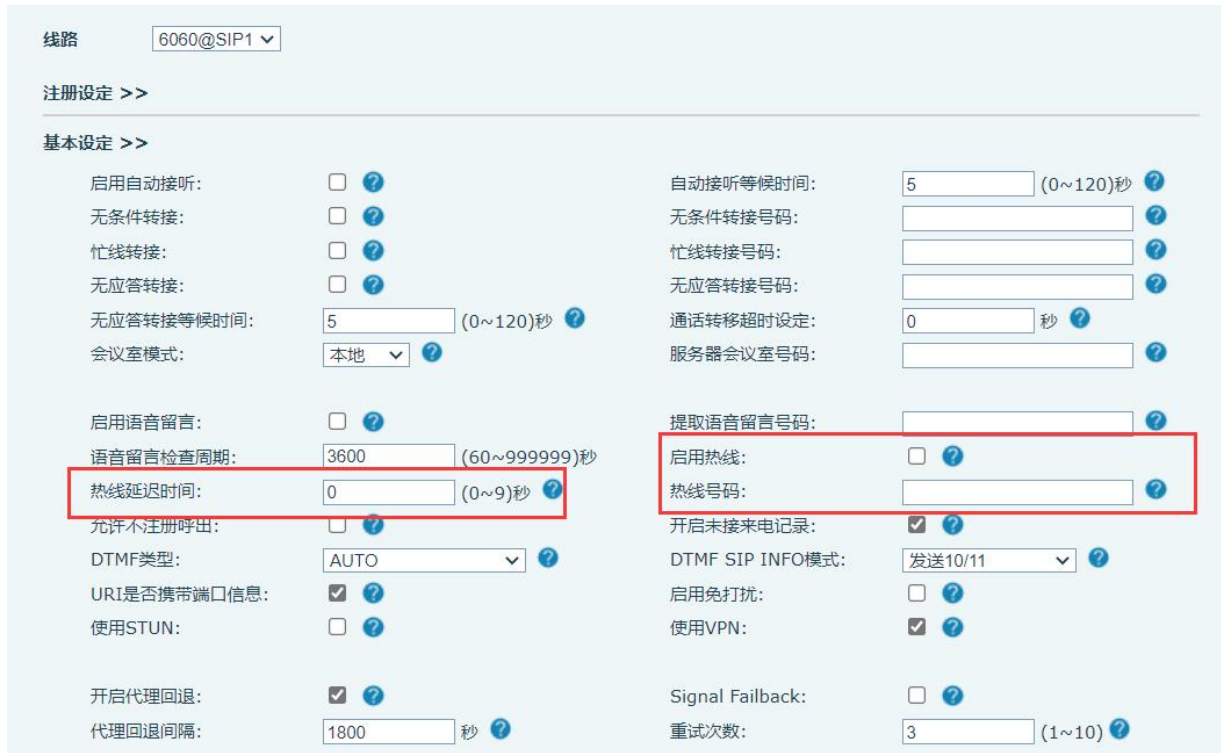 线路 6060@SIP1
注册设定 >>
基本设定 >>
启用自动接听: 自动接听等候时间: 5 (0~120)秒
无条件转接: 无条件转接号码:
忙线转接: 忙线转接号码:
无应答转接: 无应答转接号码:
无应答转接等候时间: 5 (0~120)秒 通话转移超时设定: 0 秒
会议室模式: 本地 服务器会议室号码:
启用语音留言: 提取语音留言号码:
语音留言检查周期: 3600 (60~999999)秒 启用热线:
热线延迟时间: 0 (0~9)秒 热线号码:
允许不注册呼出: 开启未接来电记录:
DTMF类型: AUTO DTMF SIP INFO模式: 发送10/11
URI是否携带端口信息: 启用免打扰:
使用STUN: 使用VPN:
开启代理回退: Signal Failback:
代理回退间隔: 1800 秒 重试次数: 3 (1~10)